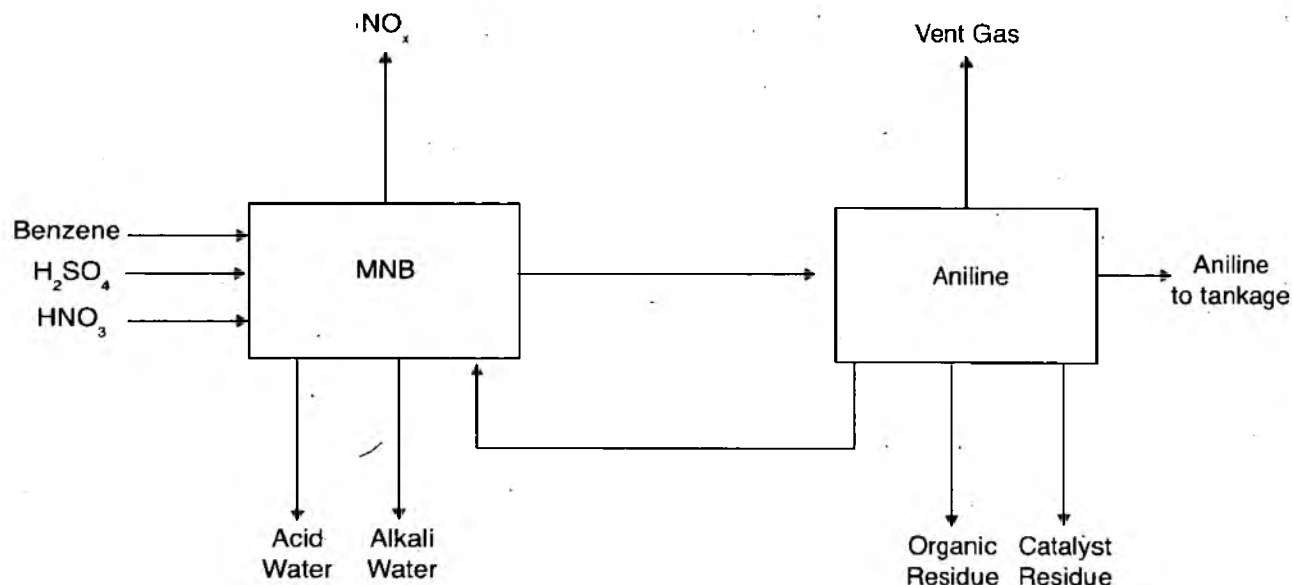 NOₓ
Vent Gas
Benzene
H₂SO₄
HNO₃
MNB
Aniline
Aniline
to tankage
Acid
Water
Alkali
Water
Organic
Residue
Catalyst
Residue